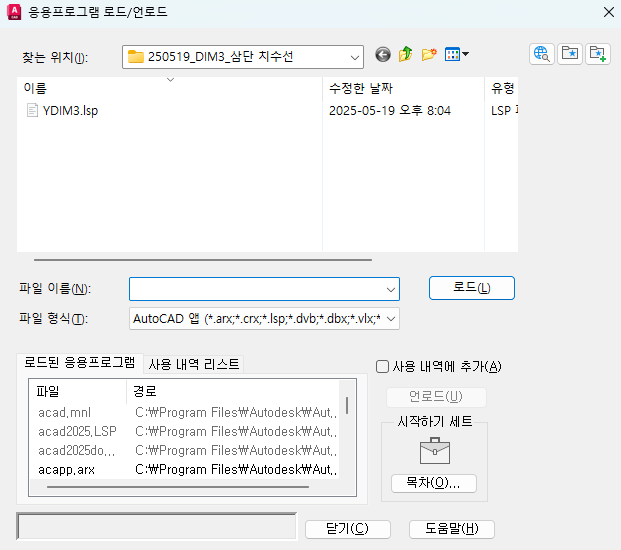 응용프로그램 로드/언로드
찾는 위치(I): 250519_DIM3_삼단 치수선
이름 수정한 날짜 유형
YDIM3.lsp 2025-05-19 오후 8:04 LSP
파일 이름(N): 로드(L)
파일 형식(T): AutoCAD 앱 (*.arx;*.crx;*.lsp;*.dvb;*.dbx;*.vlx;*
로드된 응용프로그램 사용 내역 리스트 사용 내역에 추가(A)
파일 경로 언로드(U)
acad.mnl C:₩Program Files₩Autodesk₩Aut...
acad2025.LSP C:₩Program Files₩Autodesk₩Aut...
acad2025do... C:₩Program Files₩Autodesk₩Aut...
acapp.arx C:₩Program Files₩Autodesk₩Aut...
시작하기 세트
목차(O)...
닫기(C) 도움말(H)